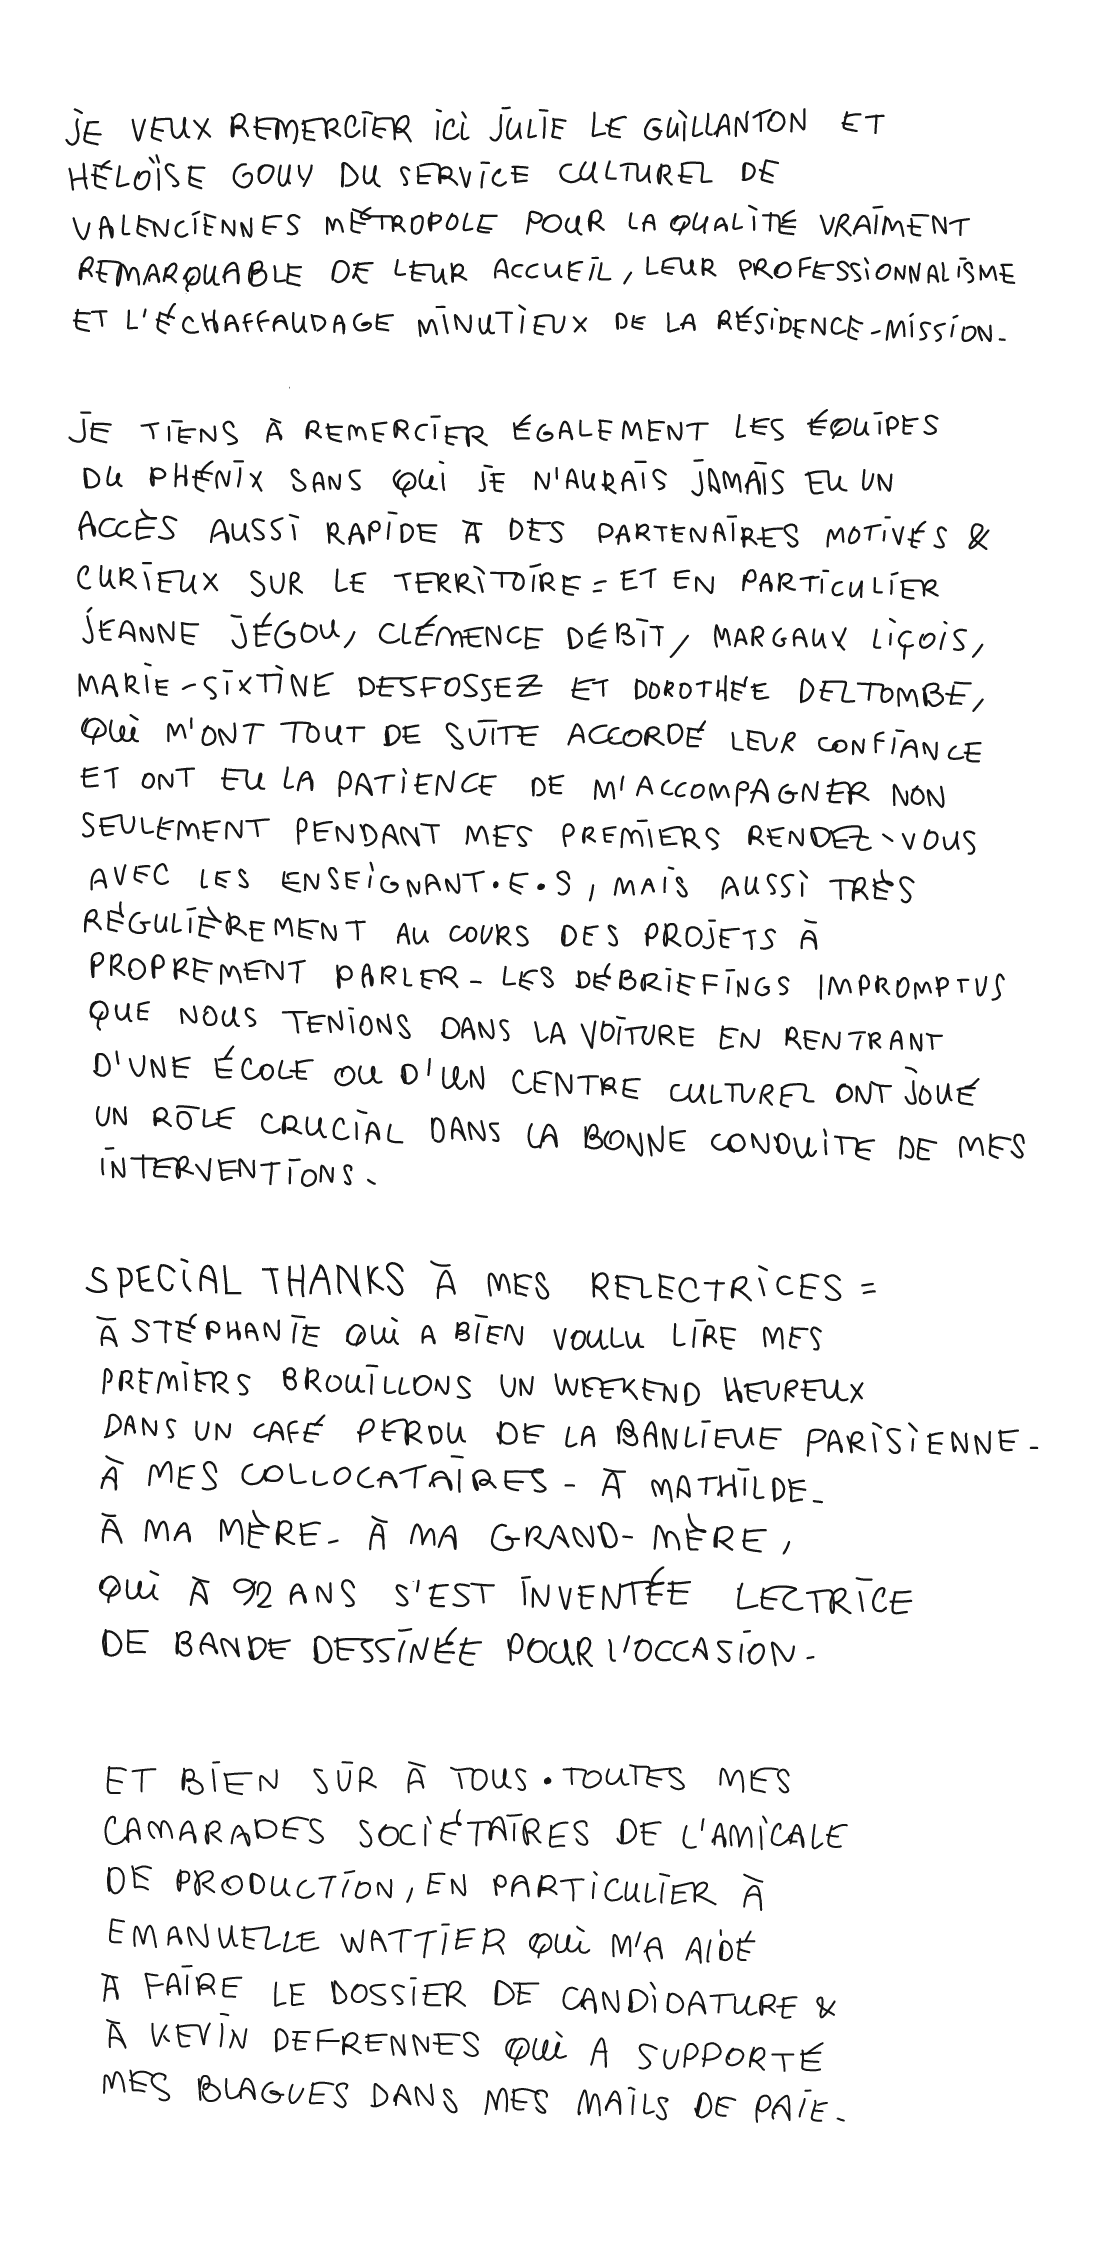 JE VEUX REMERCIER ICI JULIE LE GUILLANTON ET
HÉLOÏSE GOUY DU SERVICE CULTUREL DE
VALENCIENNES MÉTROPOLE POUR LA QUALITÉ VRAIMENT
REMARQUABLE DE LEUR ACCUEIL, LEUR PROFESSIONNALISME
ET L'ÉCHAFFAUDAGE MINUTIEUX DE LA RÉSIDENCE-MISSION.
JE TIENS À REMERCIER ÉGALEMENT LES ÉQUIPES
DU PHÉNIX SANS QUI JE N'AURAIS JAMAIS EU UN
ACCÈS AUSSI RAPIDE À DES PARTENAIRES MOTIVÉS &
CURIEUX SUR LE TERRITOIRE = ET EN PARTICULIER
JEANNE JÉGOU, CLÉMENCE DÉBIT, MARGAUX LIÇOIS,
MARIE-SIXTINE DESFOSSEZ ET DOROTHÉE DELTOMBE,
QUI M'ONT TOUT DE SUITE ACCORDÉ LEUR CONFIANCE
ET ONT EU LA PATIENCE DE M'ACCOMPAGNER NON
SEULEMENT PENDANT MES PREMIERS RENDEZ-VOUS
AVEC LES ENSEIGNANT·E·S, MAIS AUSSI TRÈS
RÉGULIÈREMENT AU COURS DES PROJETS À
PROPREMENT PARLER - LES DÉBRIEFINGS IMPROMPTUS
QUE NOUS TENIONS DANS LA VOITURE EN RENTRANT
D'UNE ÉCOLE OU D'UN CENTRE CULTUREL ONT JOUÉ
UN RÔLE CRUCIAL DANS LA BONNE CONDUITE DE MES
INTERVENTIONS.
SPECIAL THANKS À MES RELECTRICES =
À STÉPHANIE QUI A BIEN VOULU LIRE MES
PREMIERS BROUILLONS UN WEEKEND HEUREUX
DANS UN CAFÉ PERDU DE LA BANLIEUE PARISIENNE -
À MES COLLOCATAIRES - À MATHILDE -
À MA MÈRE - À MA GRAND-MÈRE,
QUI À 92 ANS S'EST INVENTÉE LECTRICE
DE BANDE DESSINÉE POUR L'OCCASION -
ET BIEN SÛR À TOUS·TOUTES MES
CAMARADES SOCIÉTAIRES DE L'AMICALE
DE PRODUCTION, EN PARTICULIER À
EMANUELLE WATTIER QUI M'A AIDÉ
À FAIRE LE DOSSIER DE CANDIDATURE &
À KEVIN DEFRENNES QUI A SUPPORTÉ
MES BLAGUES DANS MES MAILS DE PAIE -